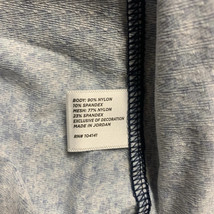 BODY: 90% NYLON
10% SPANDEX
MESH: 77% NYLON
23% SPANDEX
EXCLUSIVE OF DECORATION
MADE IN JORDAN
RN# 104141